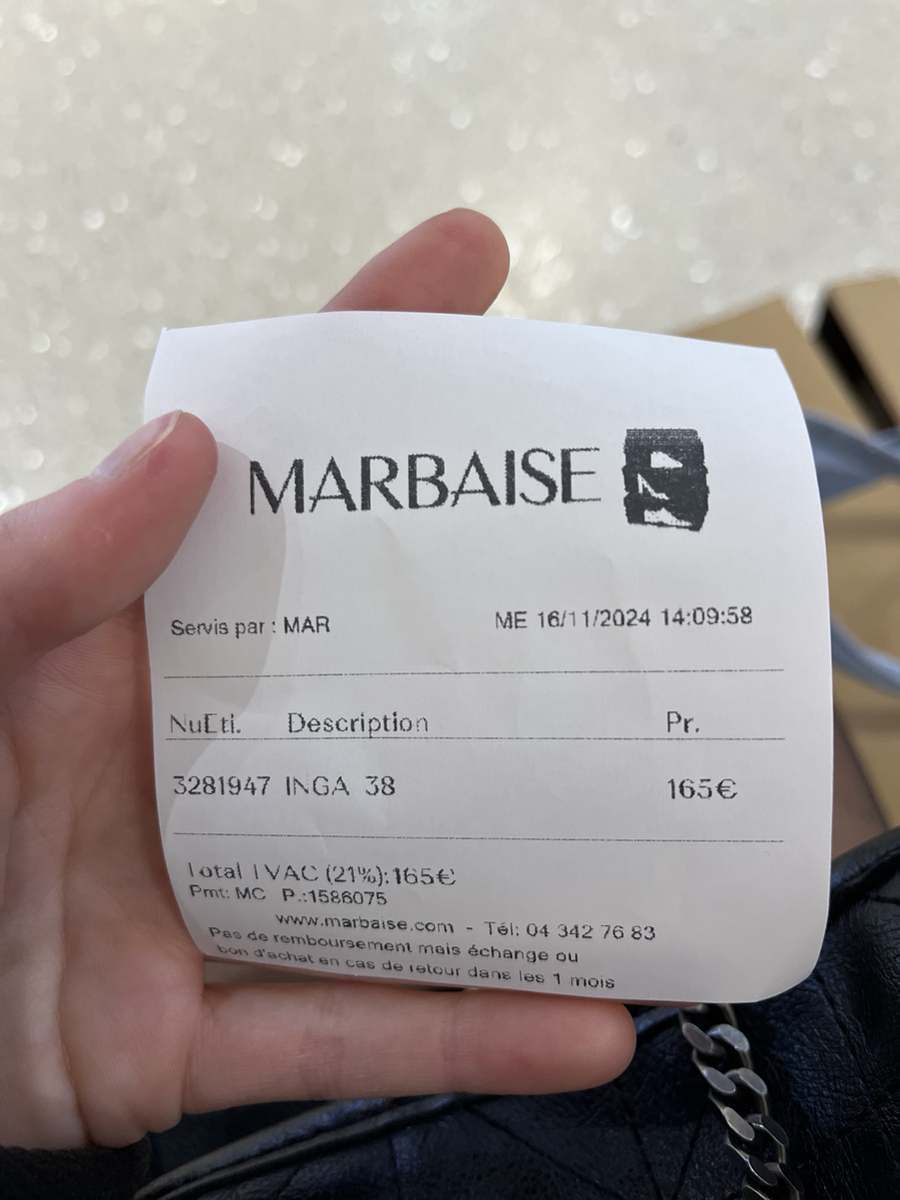 MARBAISE
Servis par : MAR ME 16/11/2024 14:09:58
NuEti. Description Pr.
3281947 INGA 38 165€
Total TVAC (21%):165€
Pmt: MC P.:1586075
www.marbaise.com - Tél: 04 342 76 83
Pas de remboursement mais échange ou
bon d'achat en cas de retour dans les 1 mois